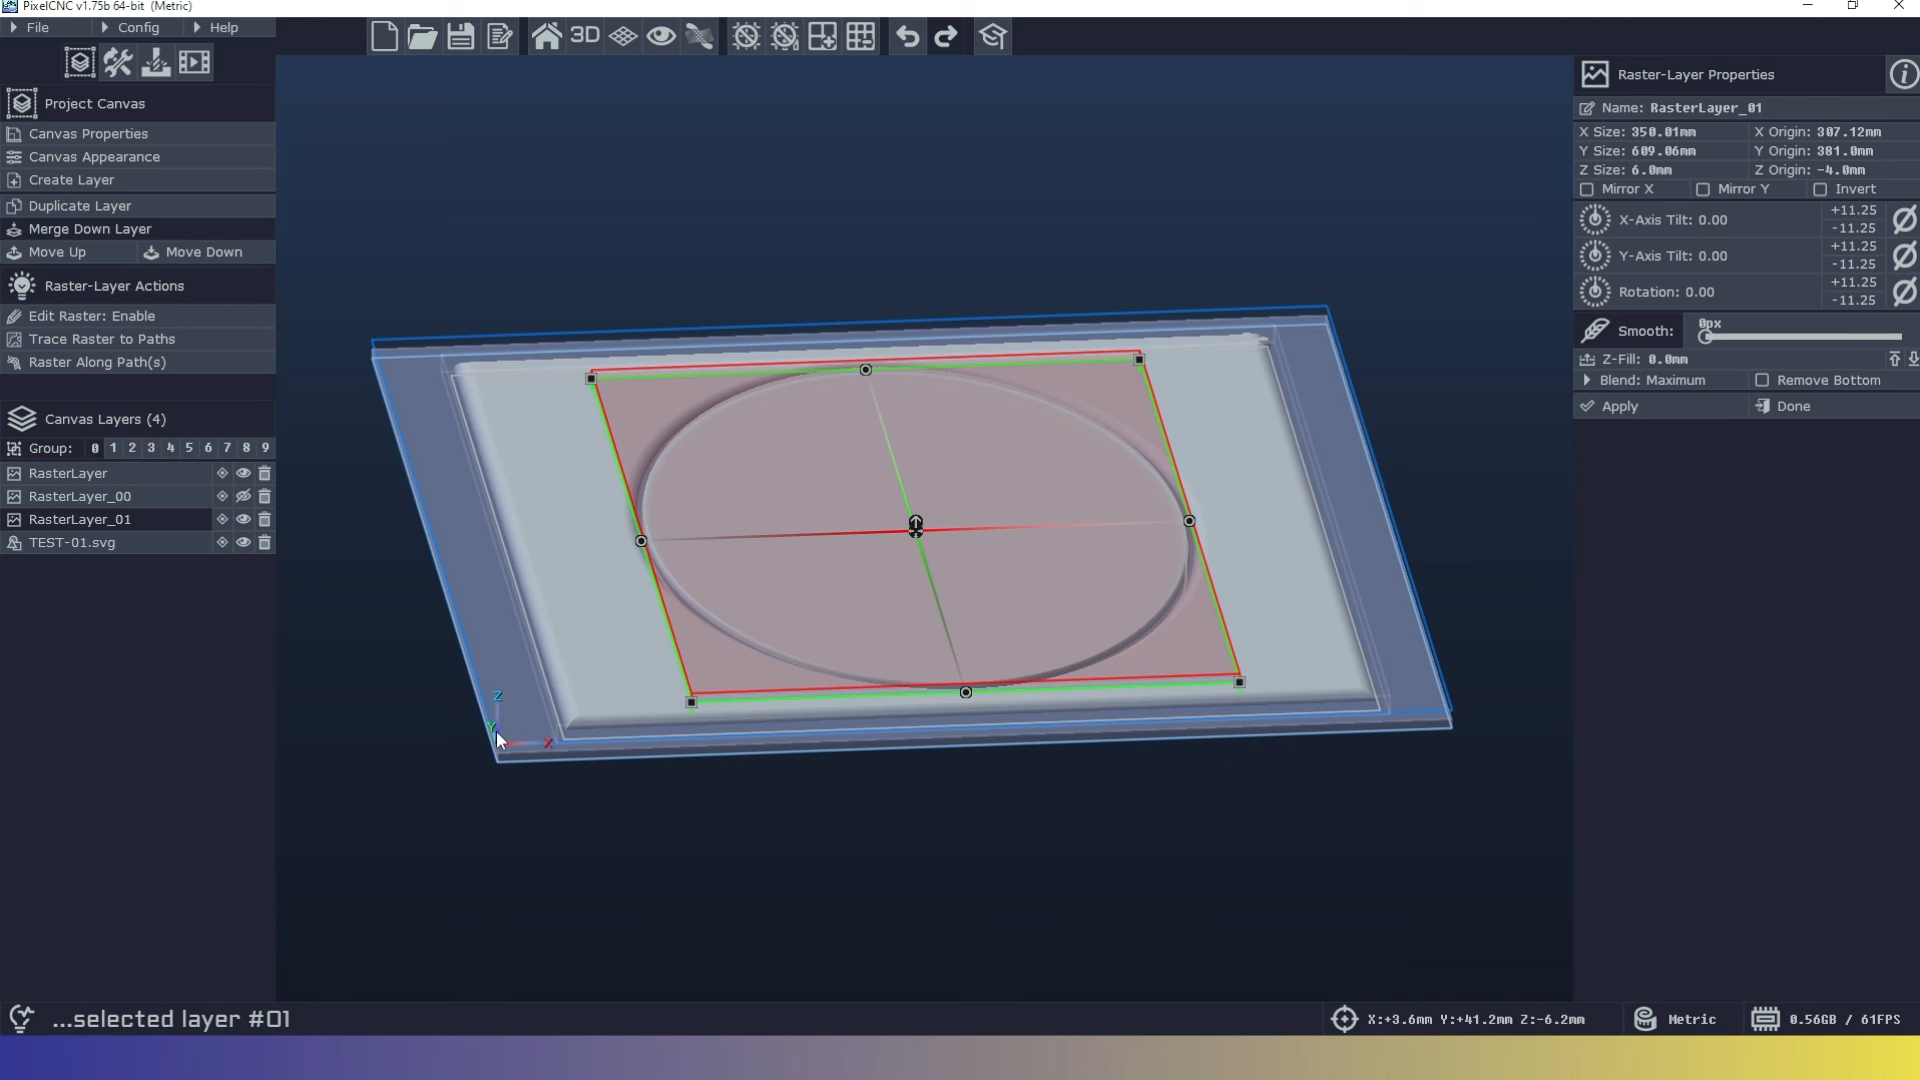 PixelCNC v1.75b 64-bit (Metric)
File Config Help
3D
Project Canvas
Canvas Properties
Canvas Appearance
Create Layer
Duplicate Layer
Merge Down Layer
Move Up Move Down
Raster-Layer Actions
Edit Raster: Enable
Trace Raster to Paths
Raster Along Path(s)
Canvas Layers (4)
Group: 0 1 2 3 4 5 6 7 8 9
RasterLayer
RasterLayer_00
RasterLayer_01
TEST-01.svg
Z
Y
X
Raster-Layer Properties
Name: RasterLayer_01
X Size: 350.01mm X Origin: 307.12mm
Y Size: 609.06mm Y Origin: 381.0mm
Z Size: 6.0mm Z Origin: -4.0mm
Mirror X Mirror Y Invert
X-Axis Tilt: 0.00 +11.25
-11.25
Y-Axis Tilt: 0.00 +11.25
-11.25
Rotation: 0.00 +11.25
-11.25
Smooth: 0px
Z-Fill: 0.0mm
Blend: Maximum Remove Bottom
Apply Done
...selected layer #01
X:+3.6mm Y:+41.2mm Z:-6.2mm
Metric
0.56GB / 61FPS